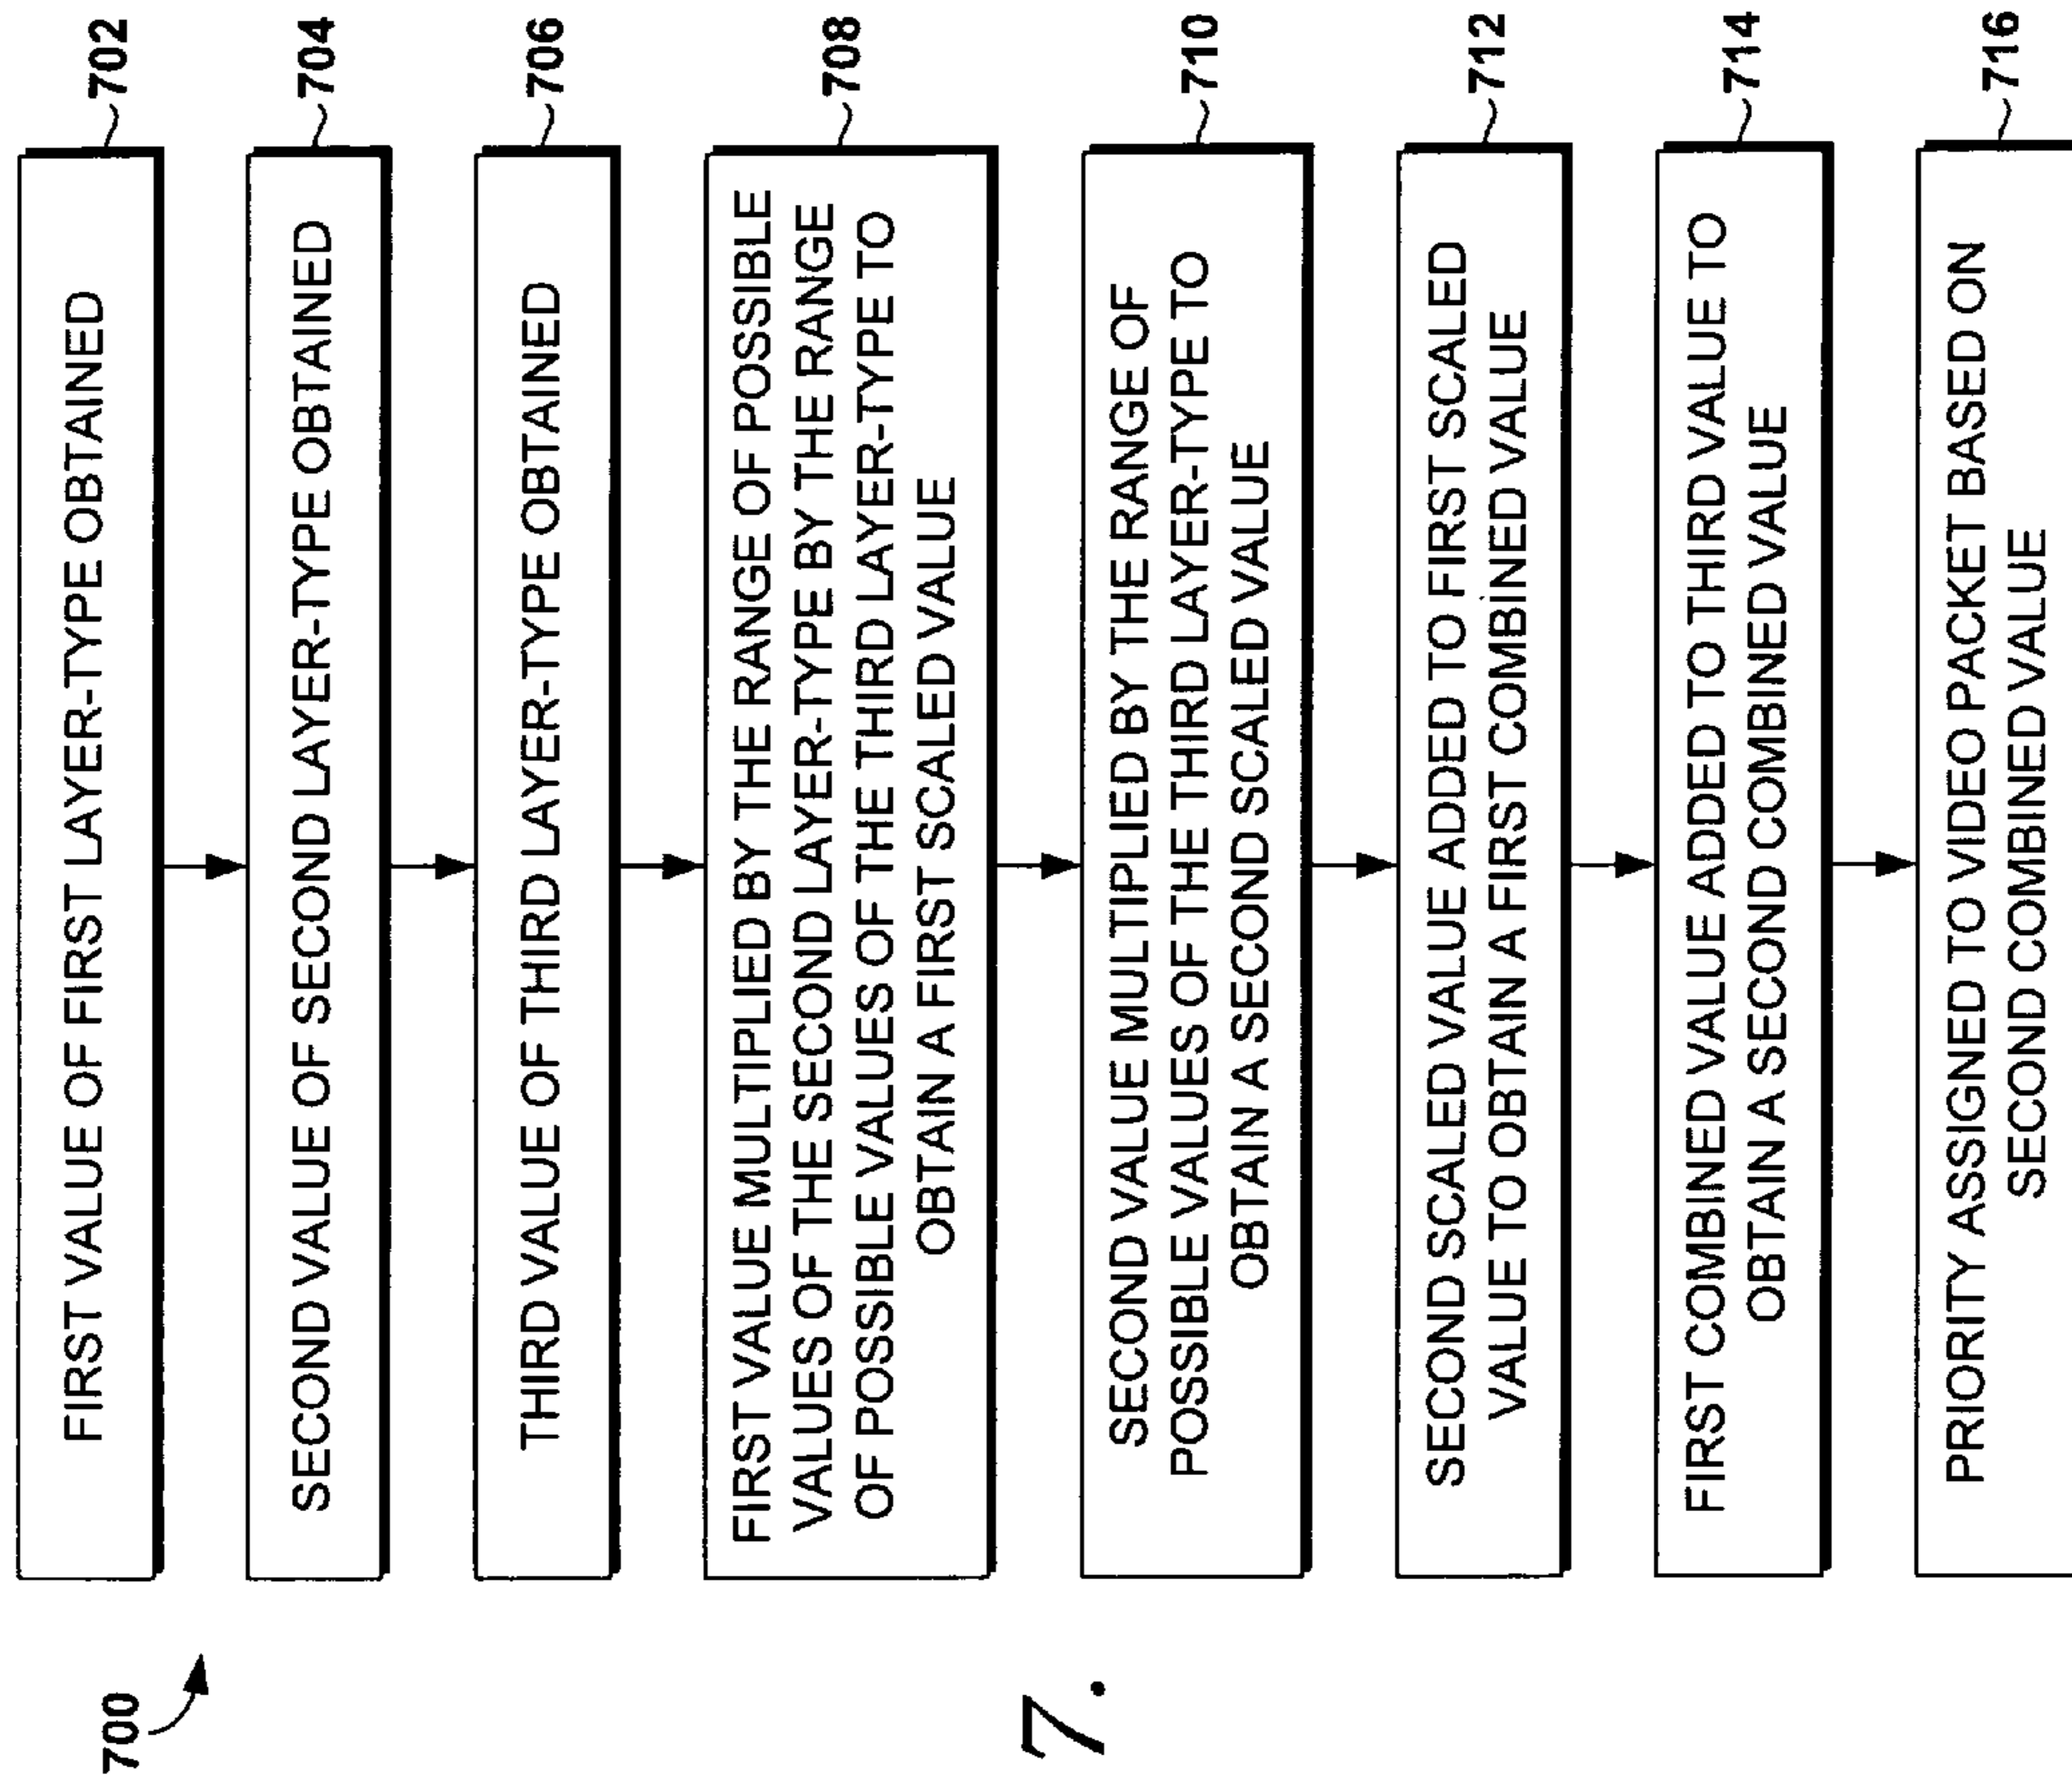 700
FIRST VALUE OF FIRST LAYER-TYPE OBTAINED
702
SECOND VALUE OF SECOND LAYER-TYPE OBTAINED
704
THIRD VALUE OF THIRD LAYER-TYPE OBTAINED
706
FIRST VALUE MULTIPLIED BY THE RANGE OF POSSIBLE
VALUES OF THE SECOND LAYER-TYPE BY THE RANGE
OF POSSIBLE VALUES OF THE THIRD LAYER-TYPE TO
OBTAIN A FIRST SCALED VALUE
708
SECOND VALUE MULTIPLIED BY THE RANGE OF
POSSIBLE VALUES OF THE THIRD LAYER-TYPE TO
OBTAIN A SECOND SCALED VALUE
710
SECOND SCALED VALUE ADDED TO FIRST SCALED
VALUE TO OBTAIN A FIRST COMBINED VALUE
712
FIRST COMBINED VALUE ADDED TO THIRD VALUE TO
OBTAIN A SECOND COMBINED VALUE
714
PRIORITY ASSIGNED TO VIDEO PACKET BASED ON
SECOND COMBINED VALUE
716
7.